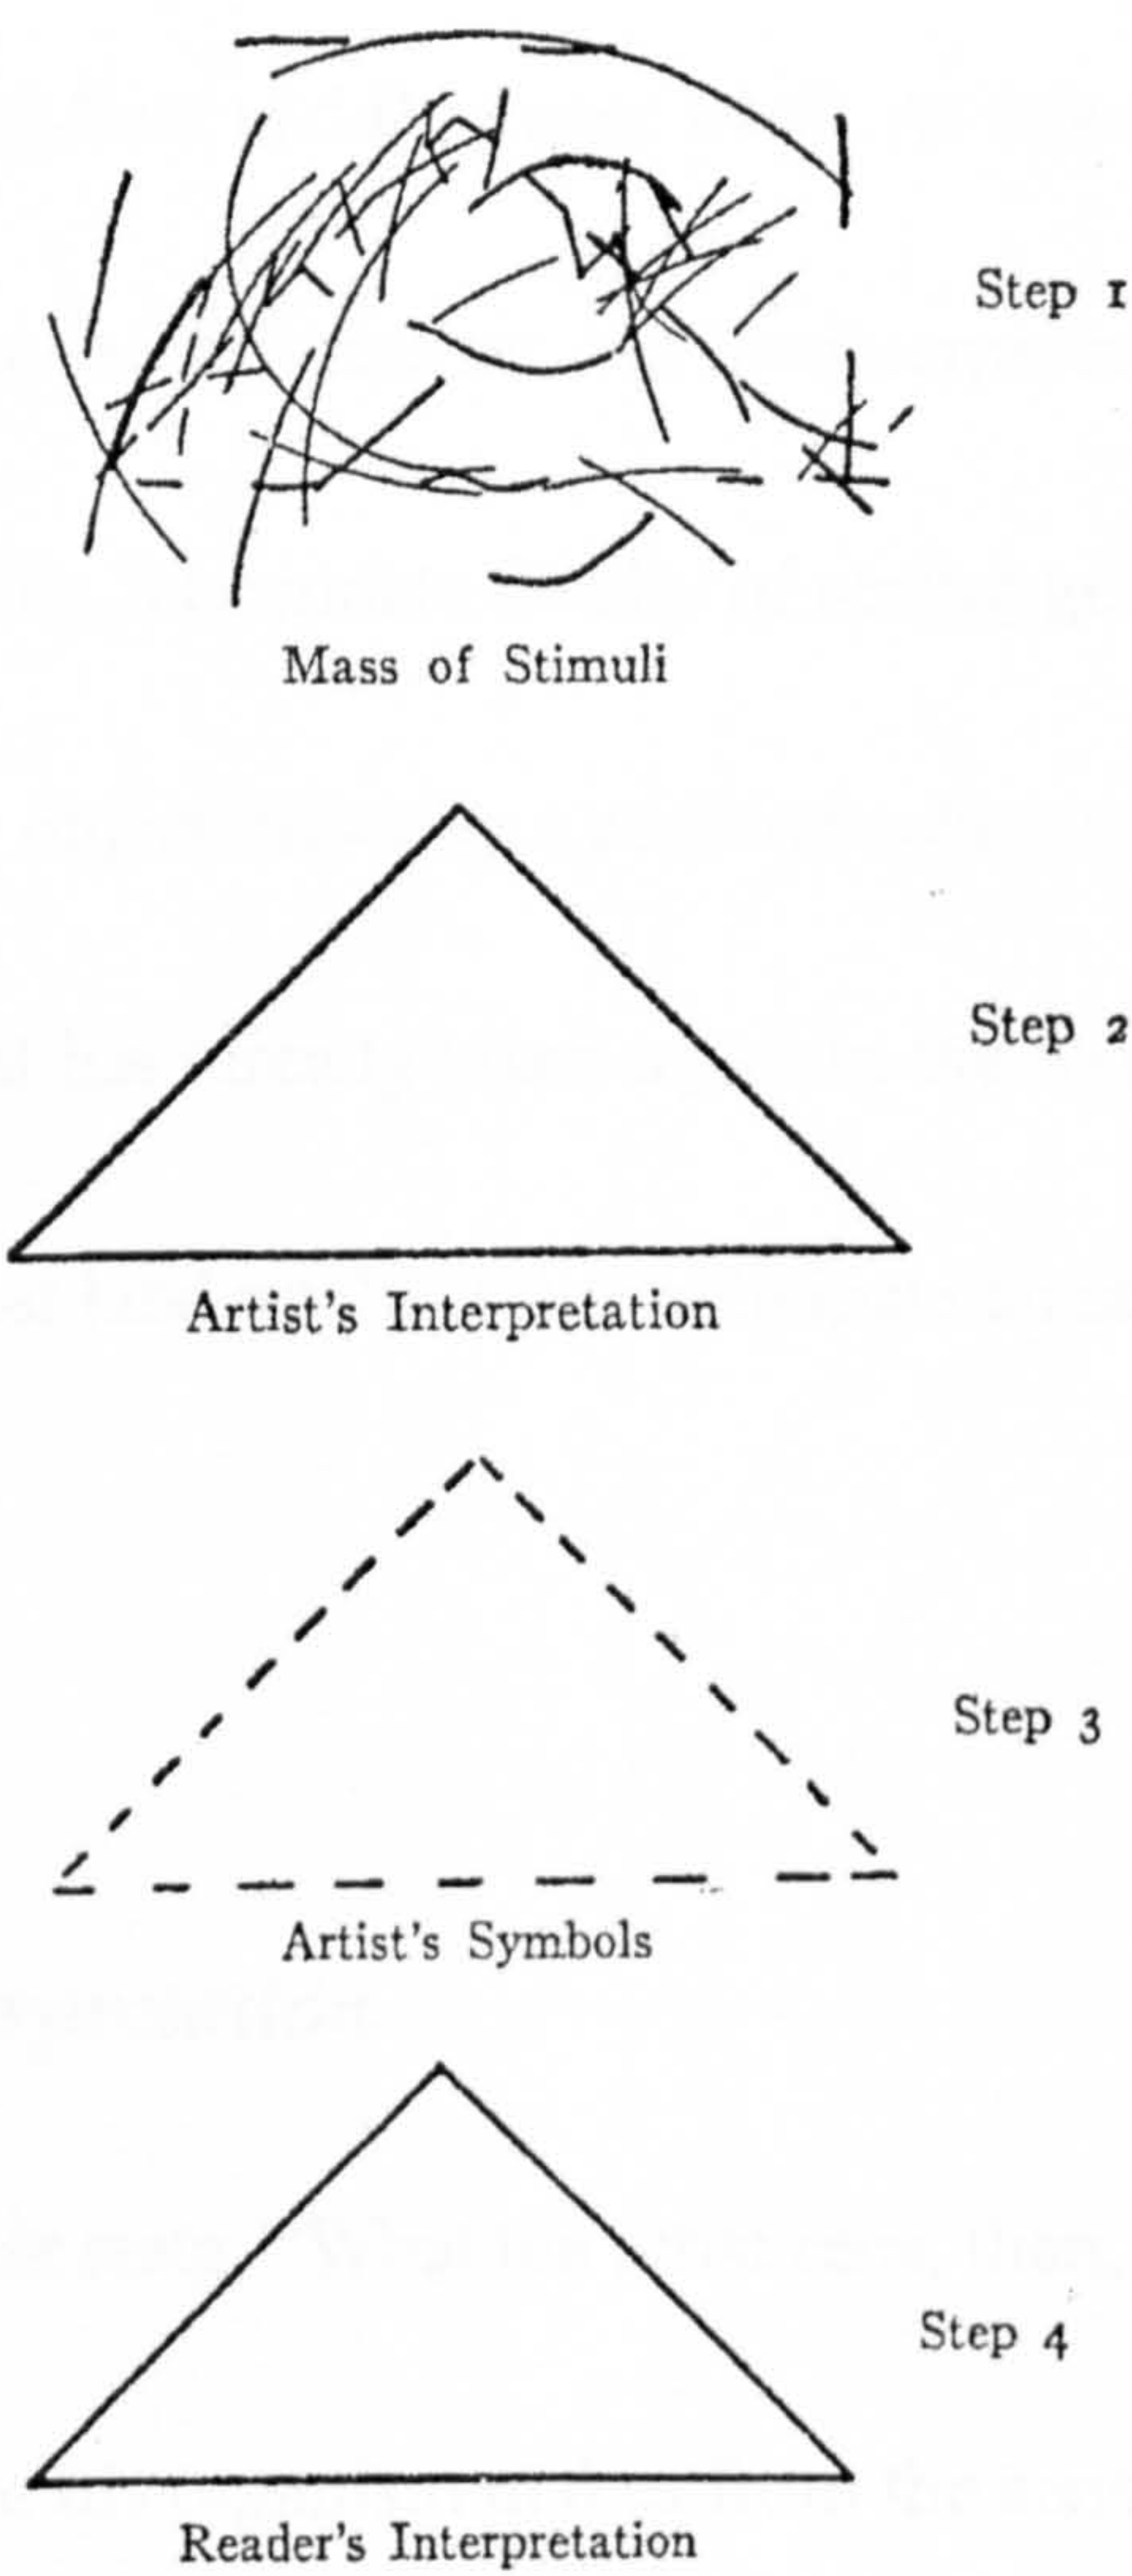 Step 1
Mass of Stimuli
Step 2
Artist's Interpretation
Step 3
Artist's Symbols
Step 4
Reader's Interpretation